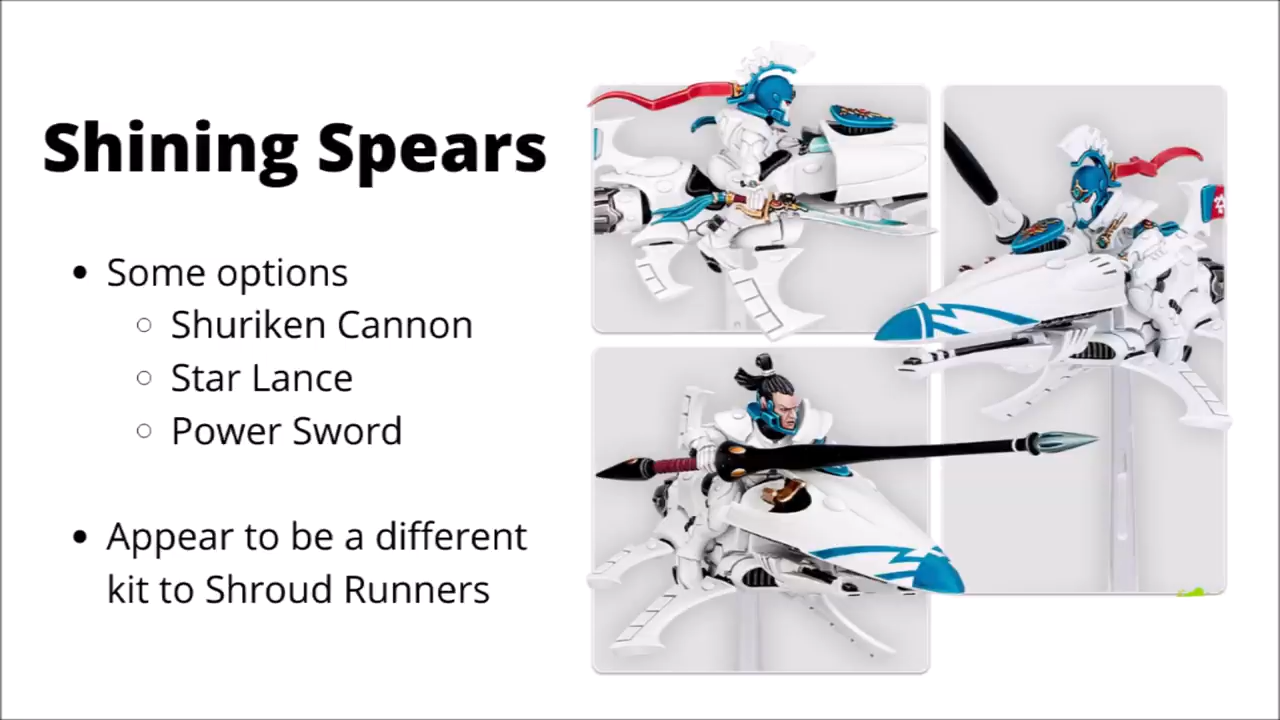 Shining Spears
Some options
Shuriken Cannon
Star Lance
Power Sword
Appear to be a different
kit to Shroud Runners